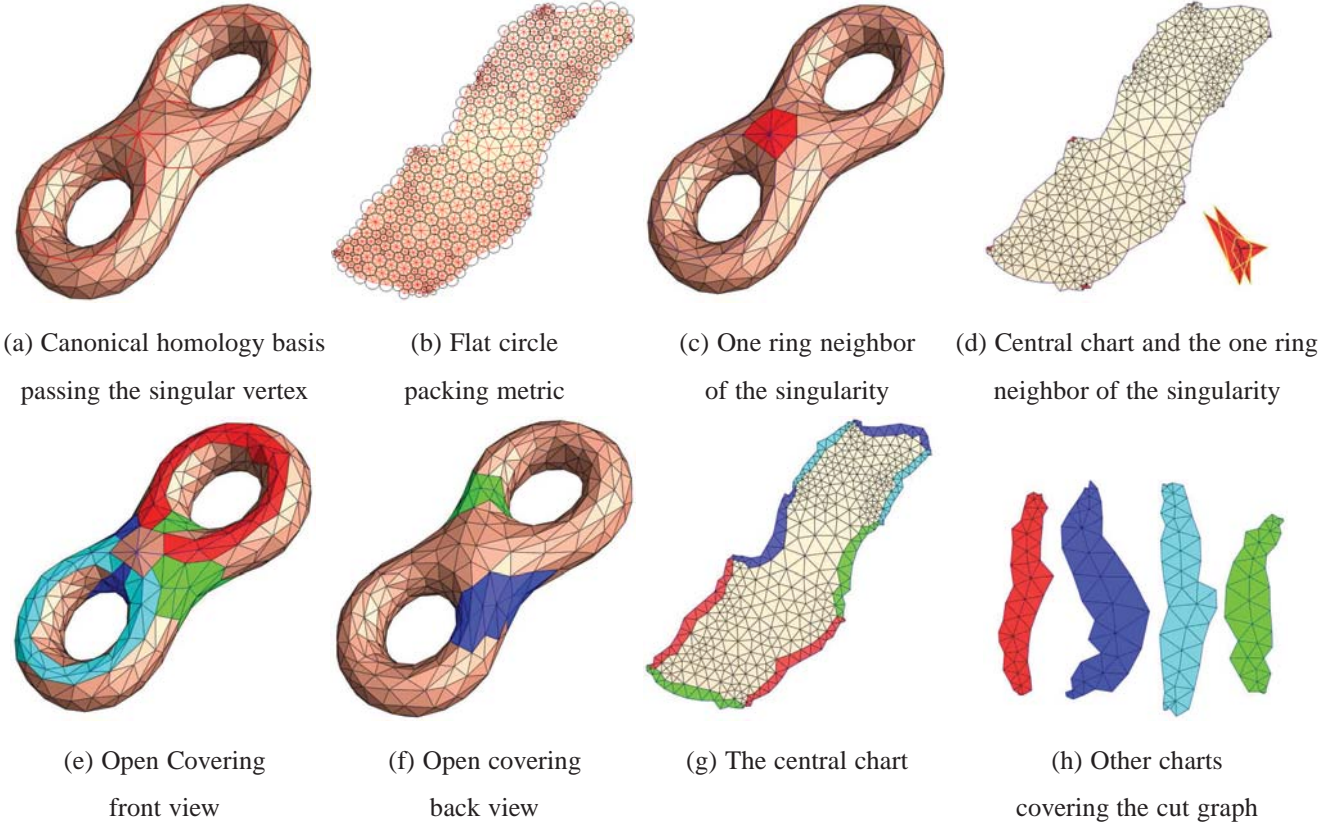 (a) Canonical homology basis
passing the singular vertex
(b) Flat circle
packing metric
(c) One ring neighbor
of the singularity
(d) Central chart and the one ring
neighbor of the singularity
(e) Open Covering
front view
(f) Open covering
back view
(g) The central chart
(h) Other charts
covering the cut graph